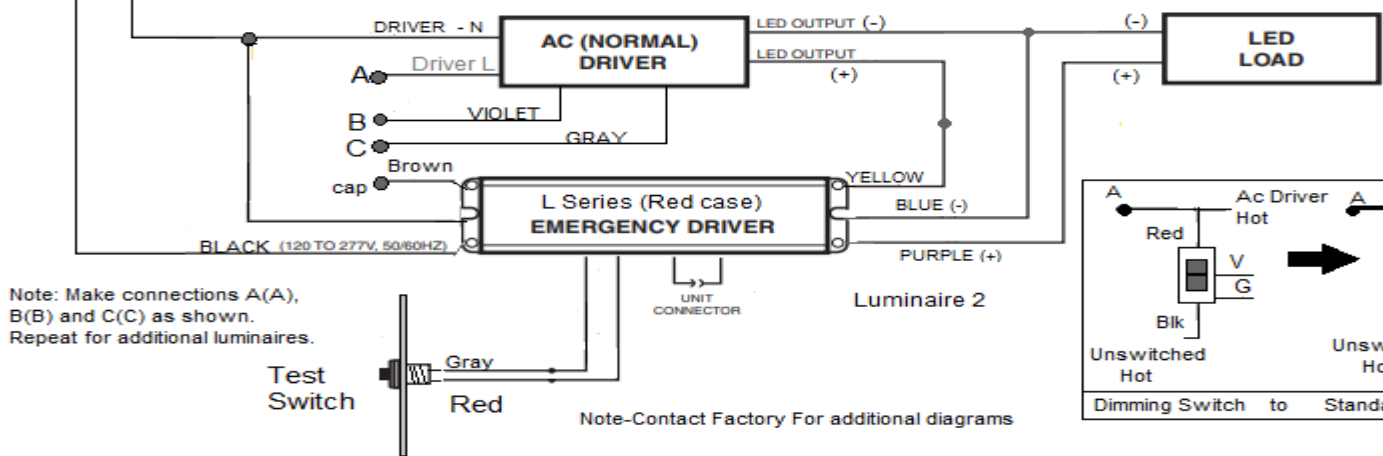 DRIVER - N
AC (NORMAL)
DRIVER
LED OUTPUT (-)
LED OUTPUT
(+)
(-)
(+)
LED
LOAD
A
Driver L
B
VIOLET
C
GRAY
Brown
cap
L Series (Red case)
EMERGENCY DRIVER
YELLOW
BLUE (-)
PURPLE (+)
BLACK (120 TO 277V, 50/60HZ)
UNIT
CONNECTOR
Luminaire 2
Note: Make connections A(A),
B(B) and C(C) as shown.
Repeat for additional luminaires.
Test
Switch
Gray
Red
Note-Contact Factory For additional diagrams
A
Ac Driver
Hot
A
Red
V
G
Blk
Unswitched
Hot
Dimming Switch to